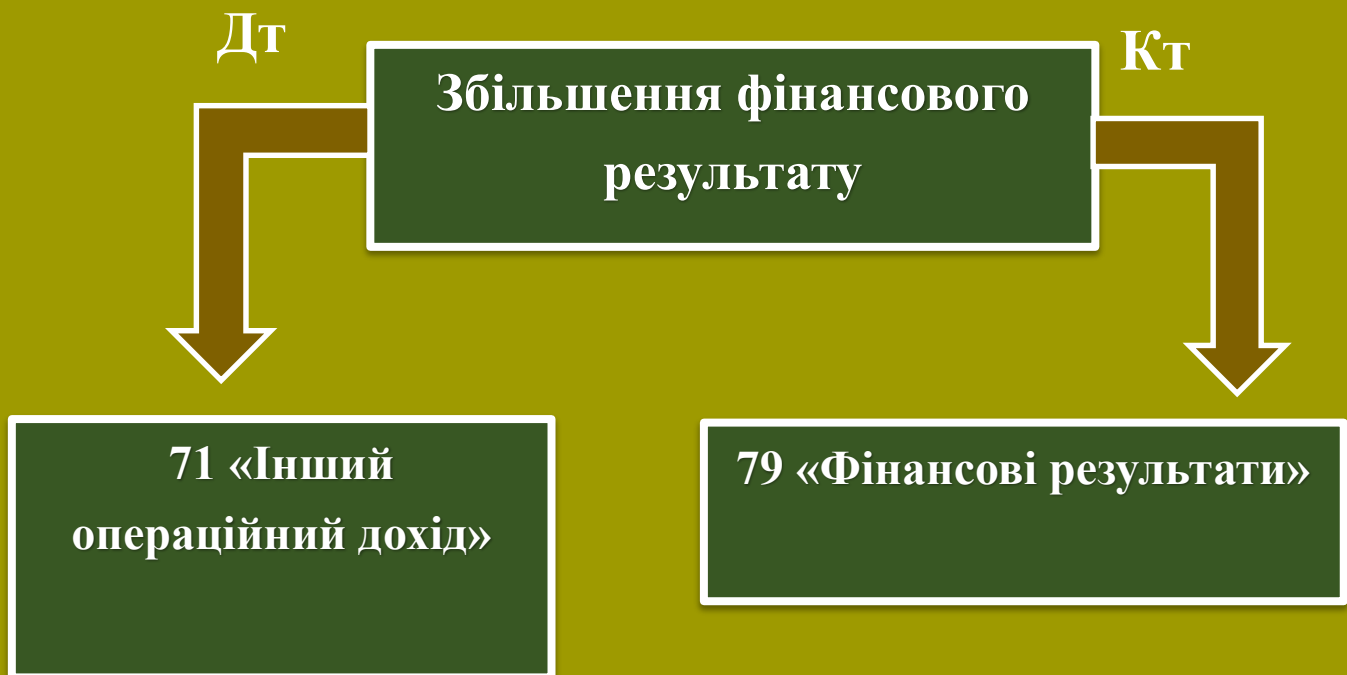 Дт
Кт
Збільшення фінансового
результату
71 «Інший
операційний дохід»
79 «Фінансові результати»